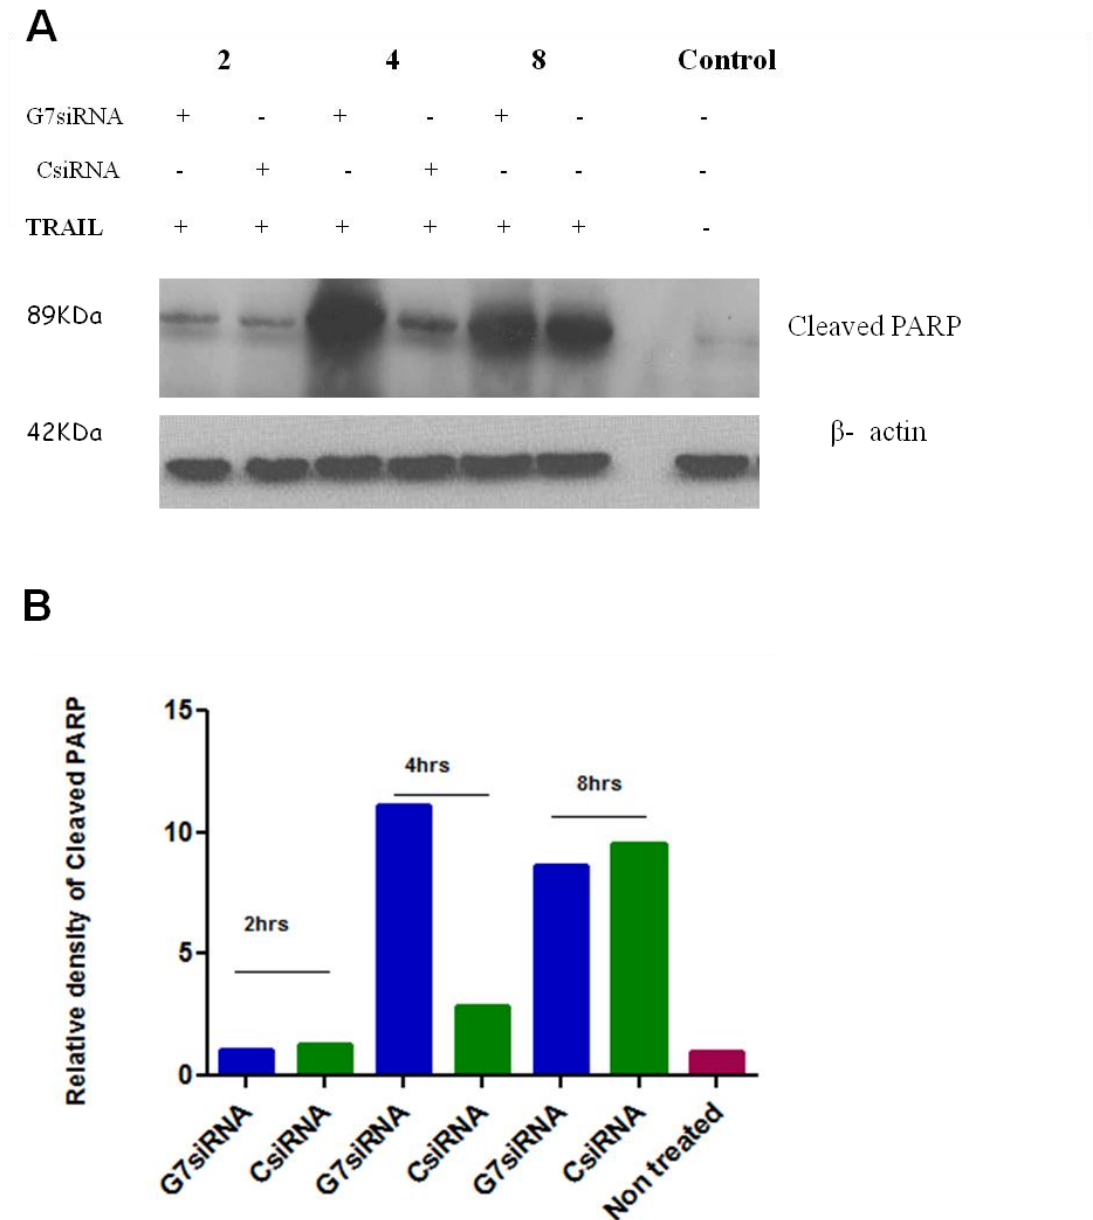 A
2 4 8 Control
G7siRNA + - + - + - -
CsiRNA - + - + - - -
TRAIL + + + + + + -
89KDa Cleaved PARP
42KDa β- actin
B
Relative density of Cleaved PARP
15
10
5
0
2hrs
4hrs
8hrs
G7siRNA
CsiRNA
G7siRNA
CsiRNA
G7siRNA
CsiRNA
Non treated